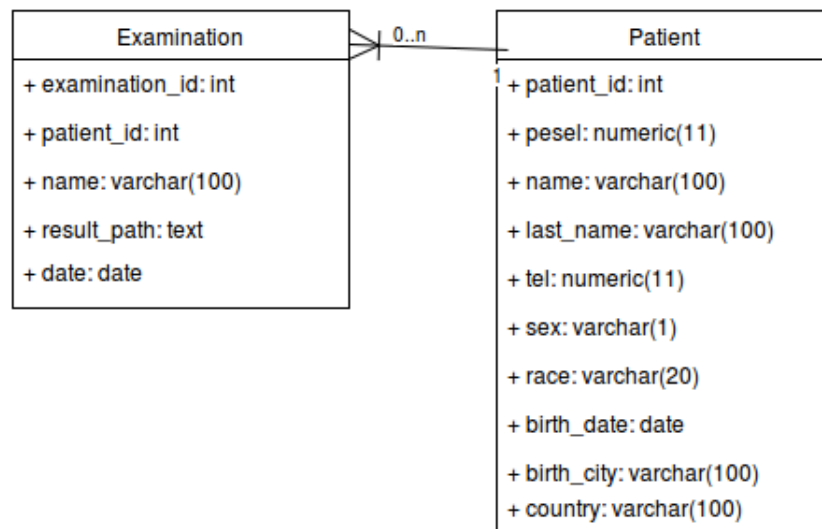 Examination
+ examination_id: int
+ patient_id: int
+ name: varchar(100)
+ result_path: text
+ date: date
0..n
1
Patient
+ patient_id: int
+ pesel: numeric(11)
+ name: varchar(100)
+ last_name: varchar(100)
+ tel: numeric(11)
+ sex: varchar(1)
+ race: varchar(20)
+ birth_date: date
+ birth_city: varchar(100)
+ country: varchar(100)